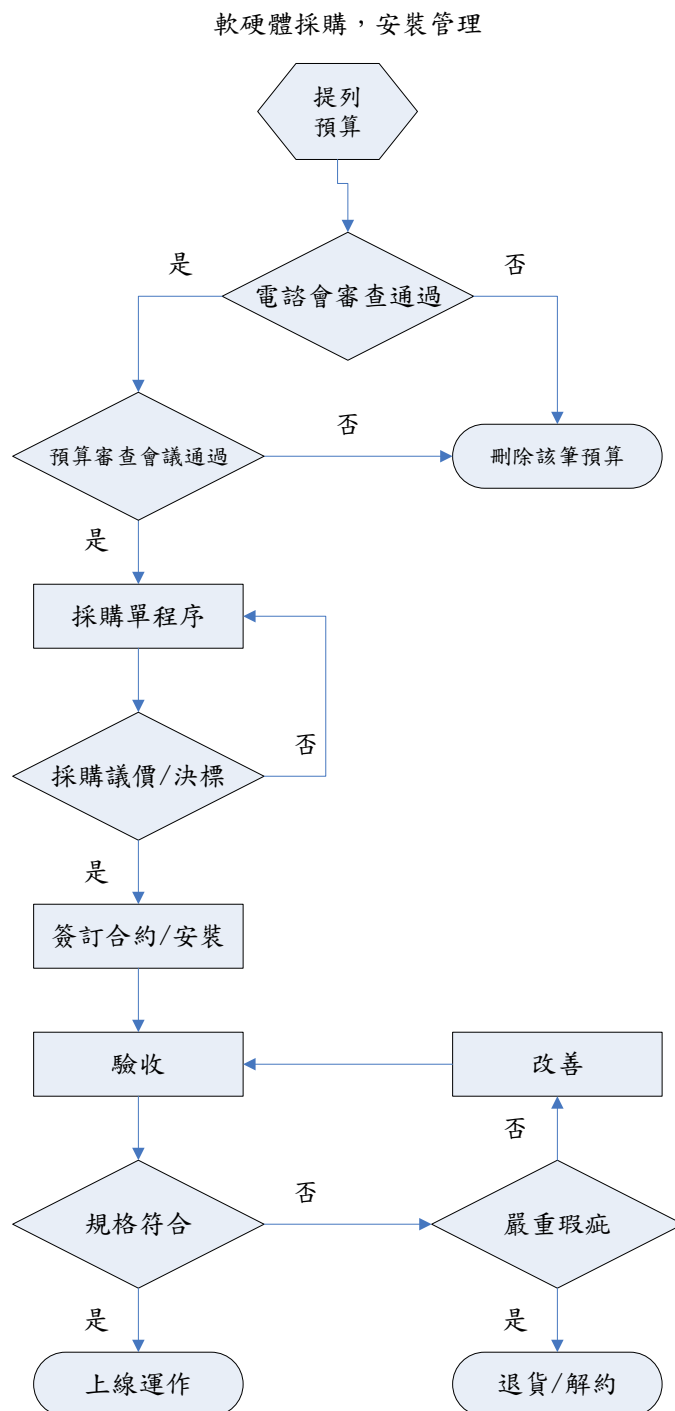 軟硬體採購，安裝管理
提列
預算
是
否
電諮會審查通過
否
預算審查會議通過
刪除該筆預算
是
採購單程序
否
採購議價/決標
是
簽訂合約/安裝
驗收
改善
否
否
規格符合
嚴重瑕疵
是
是
上線運作
退貨/解約